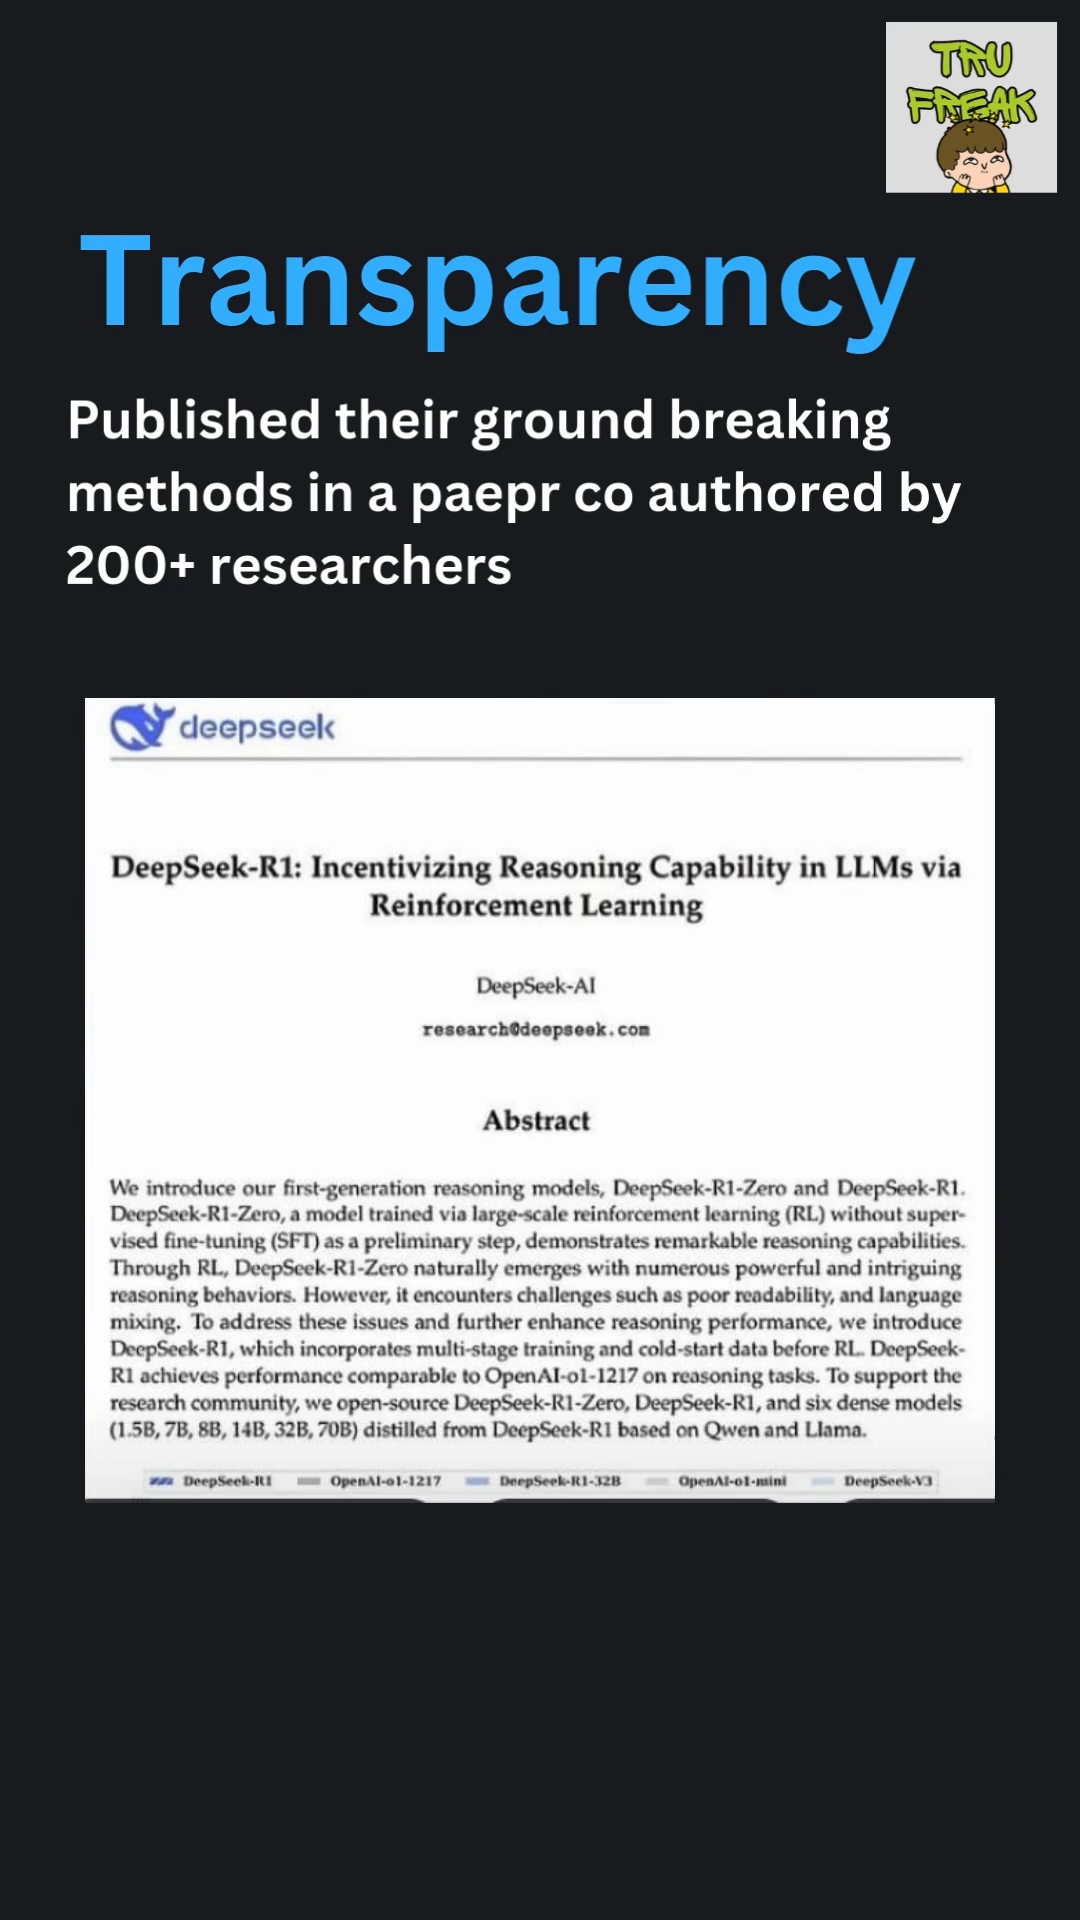 TRU
FREAK
Transparency
Published their ground breaking
methods in a paepr co authored by
200+ researchers
deepseek
DeepSeek-R1: Incentivizing Reasoning Capability in LLMs via
Reinforcement Learning
DeepSeek-AI
research@deepseek.com
Abstract
We introduce our first-generation reasoning models, DeepSeek-R1-Zero and DeepSeek-R1.
DeepSeek-R1-Zero, a model trained via large-scale reinforcement learning (RL) without super-
vised fine-tuning (SFT) as a preliminary step, demonstrates remarkable reasoning capabilities.
Through RL, DeepSeek-R1-Zero naturally emerges with numerous powerful and intriguing
reasoning behaviors. However, it encounters challenges such as poor readability, and language
mixing. To address these issues and further enhance reasoning performance, we introduce
DeepSeek-R1, which incorporates multi-stage training and cold-start data before RL. DeepSeek-
R1 achieves performance comparable to OpenAI-o1-1217 on reasoning tasks. To support the
research community, we open-source DeepSeek-R1-Zero, DeepSeek-R1, and six dense models
(1.5B, 7B, 8B, 14B, 32B, 70B) distilled from DeepSeek-R1 based on Qwen and Llama.
DeepSeek-R1 OpenAI-o1-1217 DeepSeek-R1-32B OpenAI-o1-mini DeepSeek-V3